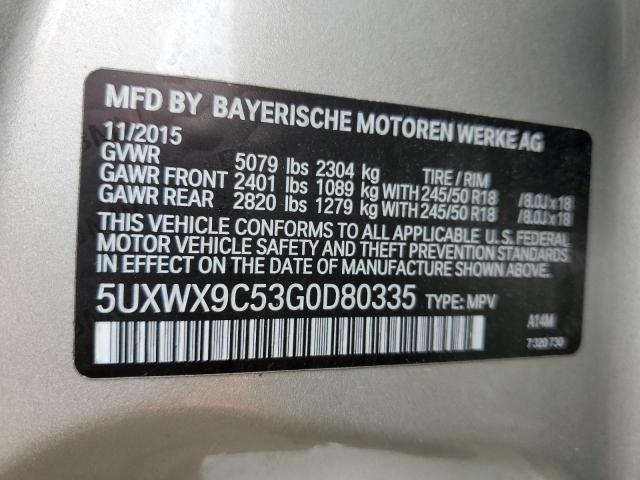 MFD BY BAYERISCHE MOTOREN WERKE AG
11/2015
GVWR 5079 lbs 2304 kg TIRE / RIM
GAWR FRONT 2401 lbs 1089 kg WITH 245/50 R18 /8.0J x 18
GAWR REAR 2820 lbs 1279 kg WITH 245/50 R18 /8.0J x 18
THIS VEHICLE CONFORMS TO ALL APPLICABLE U.S. FEDERAL
MOTOR VEHICLE SAFETY AND THEFT PREVENTION STANDARDS
IN EFFECT ON THE DATE OF MANUFACTURE SHOWN ABOVE.
5UXWX9C53G0D80335 TYPE: MPV
A14M
7 320 730